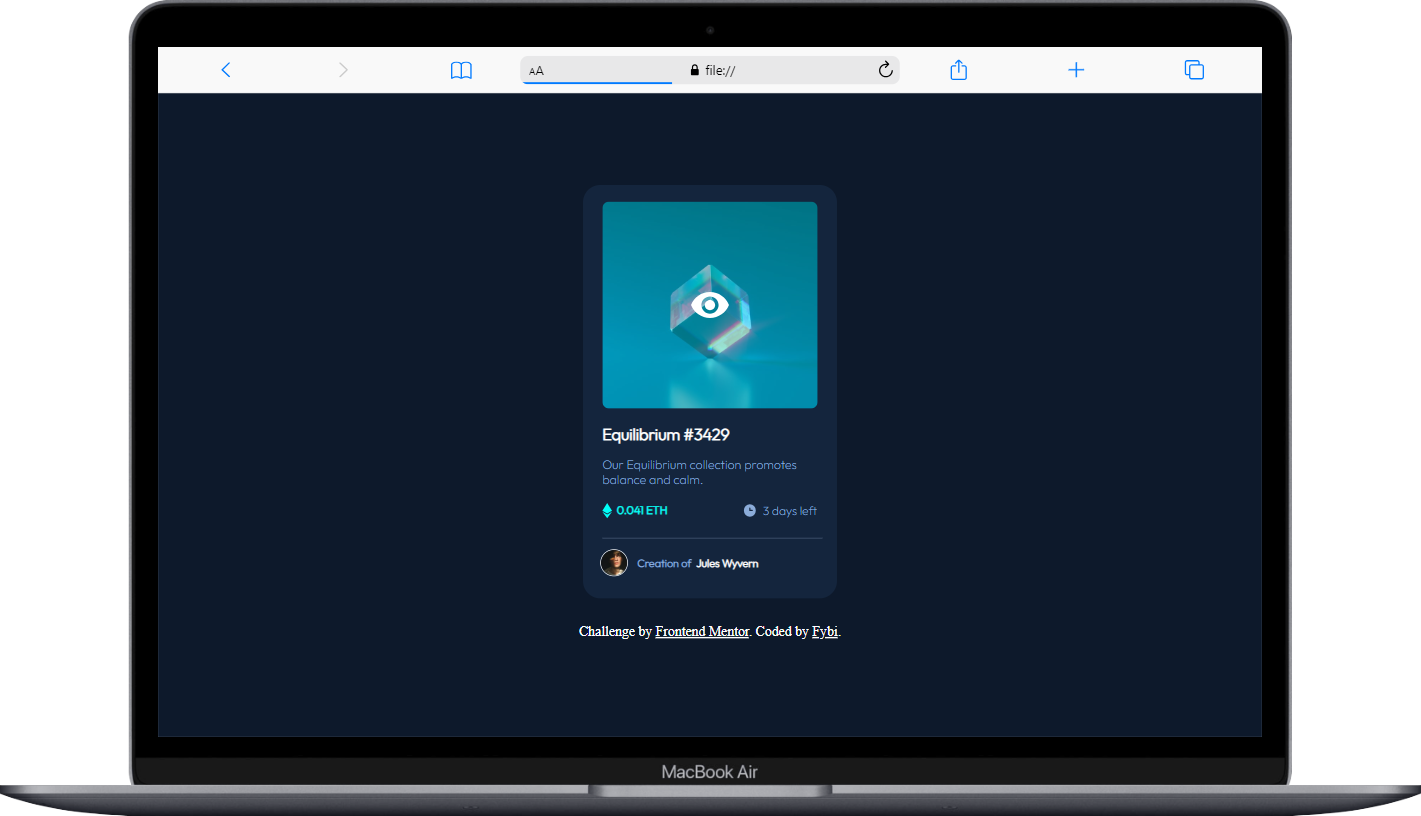 AA
file://
Equilibrium #3429
Our Equilibrium collection promotes
balance and calm.
0.041 ETH
3 days left
Creation of Jules Wyvern
Challenge by Frontend Mentor. Coded by Fybi.
MacBook Air